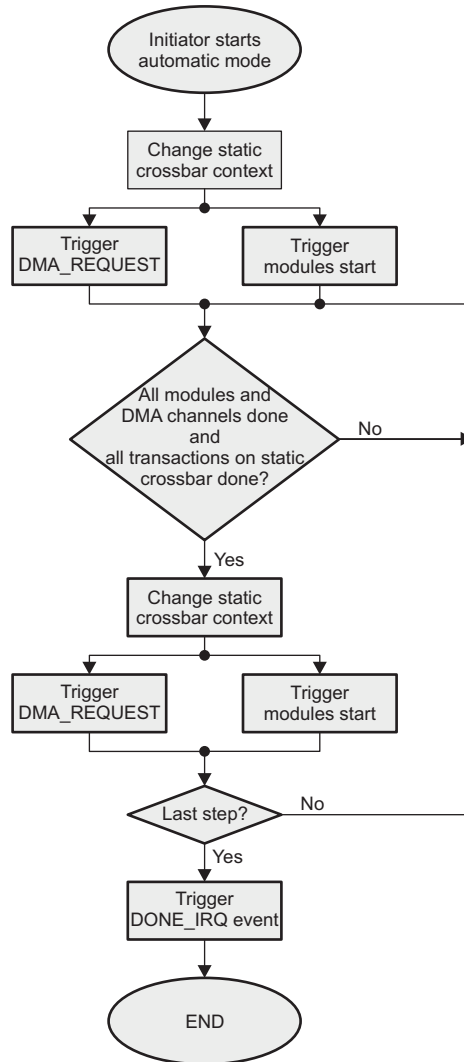 Initiator starts
automatic mode
Change static
crossbar context
Trigger
DMA_REQUEST
Trigger
modules start
All modules and
DMA channels done
and
all transactions on static
crossbar done?
No
Yes
Change static
crossbar context
Trigger
DMA_REQUEST
Trigger
modules start
Last step?
No
Yes
Trigger
DONE_IRQ event
END